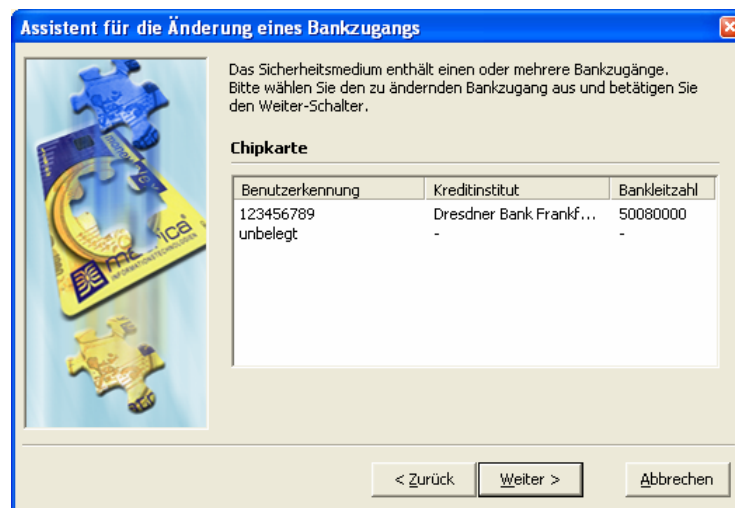 Assistent für die Änderung eines Bankzugangs
Das Sicherheitsmedium enthält einen oder mehrere Bankzugänge.
Bitte wählen Sie den zu ändernden Bankzugang aus und betätigen Sie
den Weiter-Schalter.
Chipkarte
Benutzerkennung Kreditinstitut Bankleitzahl
123456789 Dresdner Bank Frankf... 50080000
unbelegt - -
INFORMATIONSTECHNOLOGIEN
< Zurück Weiter > Abbrechen